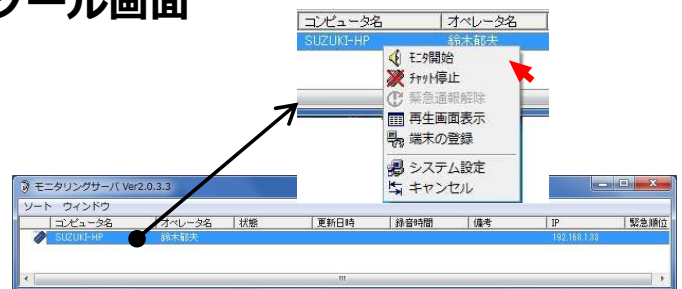 ツール画面
コンピュータ名 オペレータ名
SUZUKI-HP 鈴木郁夫
モニタ開始
チャット停止
緊急通報解除
再生画面表示
端末の登録
システム設定
キャンセル
モニタリングサーバ Ver2.0.3.3
ソート ウィンドウ
コンピュータ名 オペレータ名 状態 更新日時 録音時間 備考 IP 緊急順位
SUZUKI-HP 鈴木郁夫 192.168.1.33